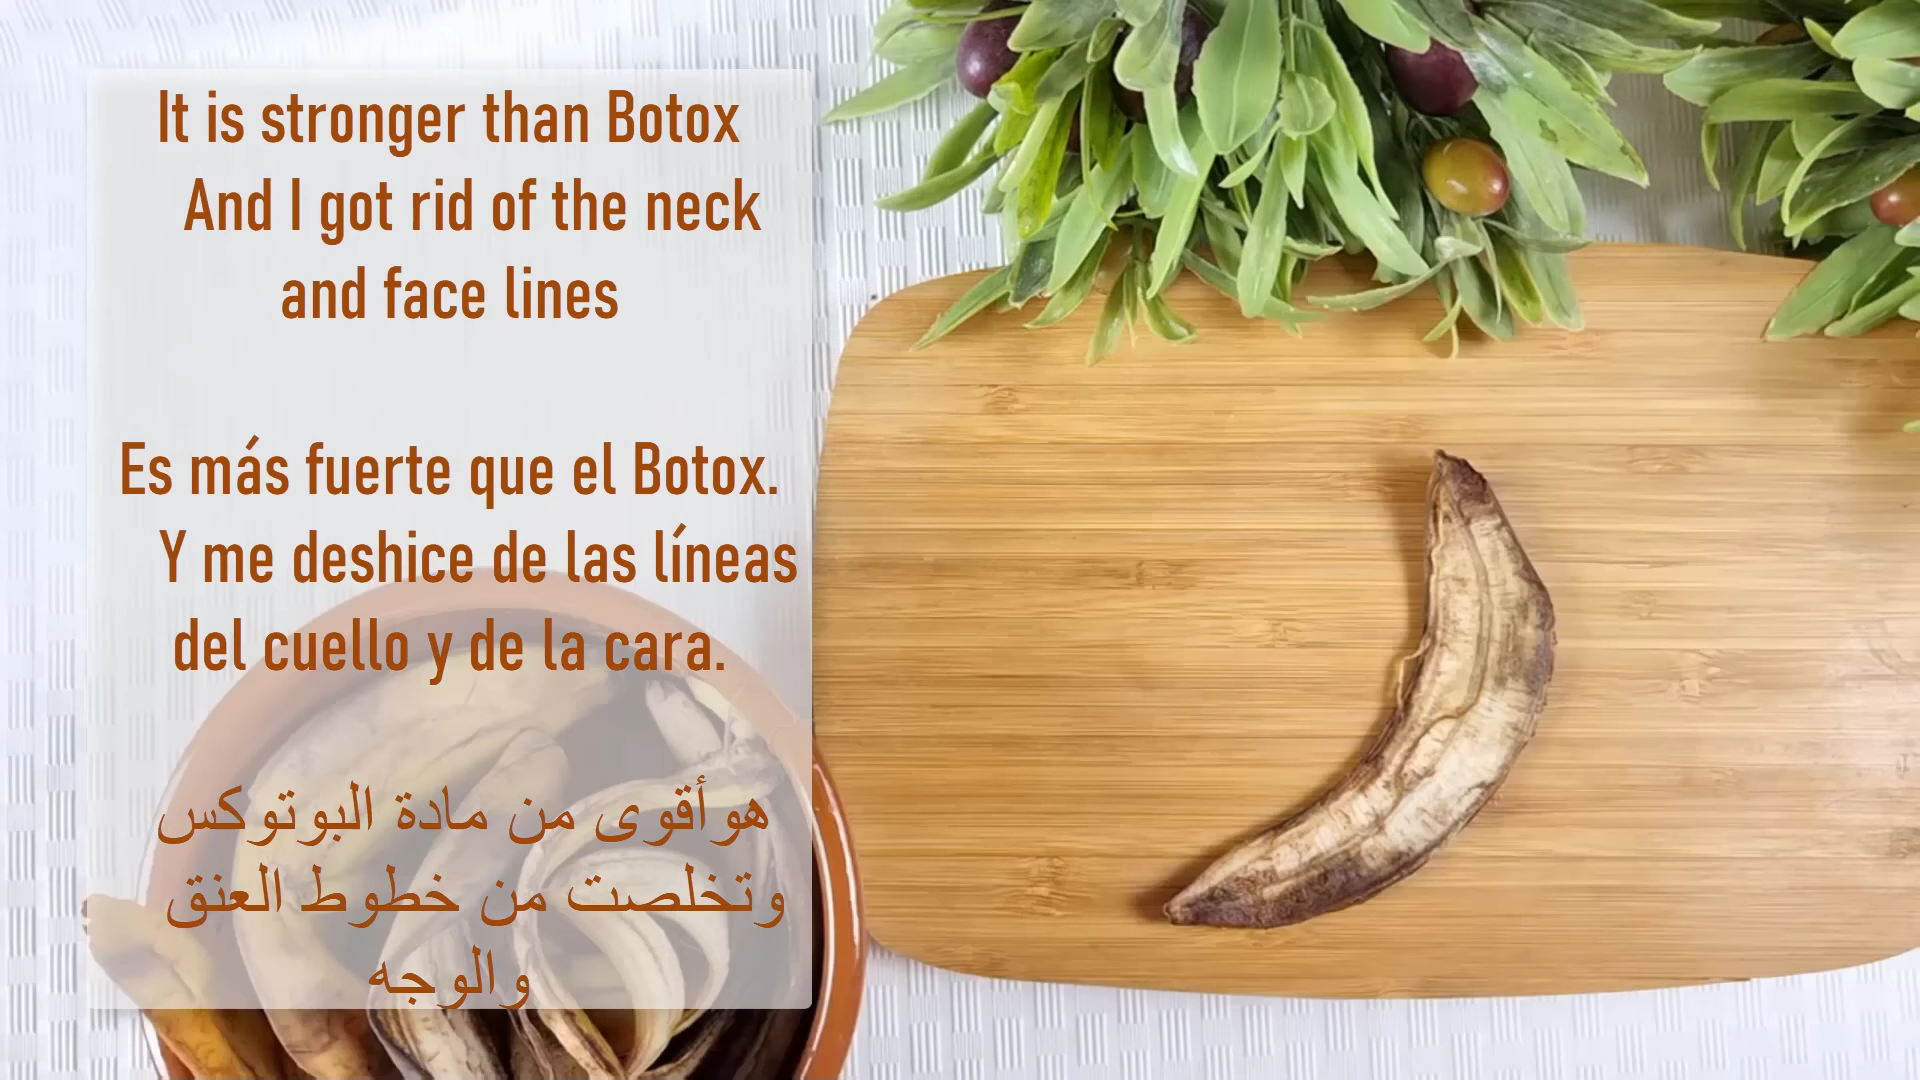 It is stronger than Botox
And I got rid of the neck
and face lines
Es más fuerte que el Botox.
Y me deshice de las líneas
del cuello y de la cara.
هوأقوى من مادة البوتوكس
وتخلصت من خطوط العنق
والوجه